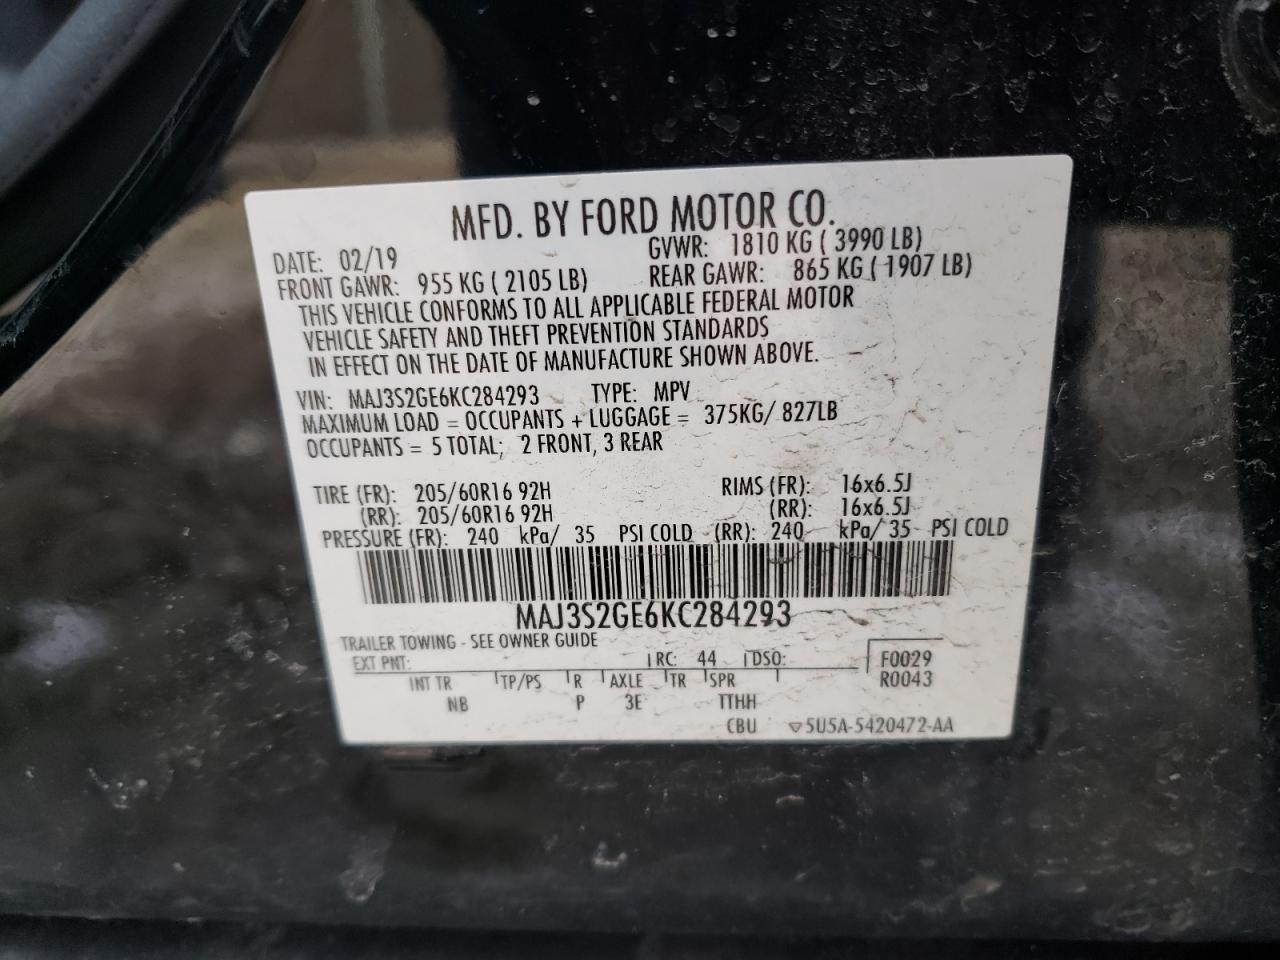 MFD. BY FORD MOTOR CO.
DATE: 02/19 GVWR: 1810 KG ( 3990 LB)
FRONT GAWR: 955 KG ( 2105 LB) REAR GAWR: 865 KG ( 1907 LB)
THIS VEHICLE CONFORMS TO ALL APPLICABLE FEDERAL MOTOR
VEHICLE SAFETY AND THEFT PREVENTION STANDARDS
IN EFFECT ON THE DATE OF MANUFACTURE SHOWN ABOVE.
VIN: MAJ3S2GE6KC284293 TYPE: MPV
MAXIMUM LOAD = OCCUPANTS + LUGGAGE = 375KG/ 827LB
OCCUPANTS = 5 TOTAL; 2 FRONT, 3 REAR
TIRE (FR): 205/60R16 92H RIMS (FR): 16x6.5J
(RR): 205/60R16 92H (RR): 16x6.5J
PRESSURE (FR): 240 kPa/ 35 PSI COLD (RR): 240 kPa/ 35 PSI COLD
MAJ3S2GE6KC284293
TRAILER TOWING - SEE OWNER GUIDE
EXT PNT: RC: 44 DSO: F0029
INT TR TP/PS R AXLE TR SPR R0043
NB P 3E TTHH
CBU ▽5U5A-5420472-AA